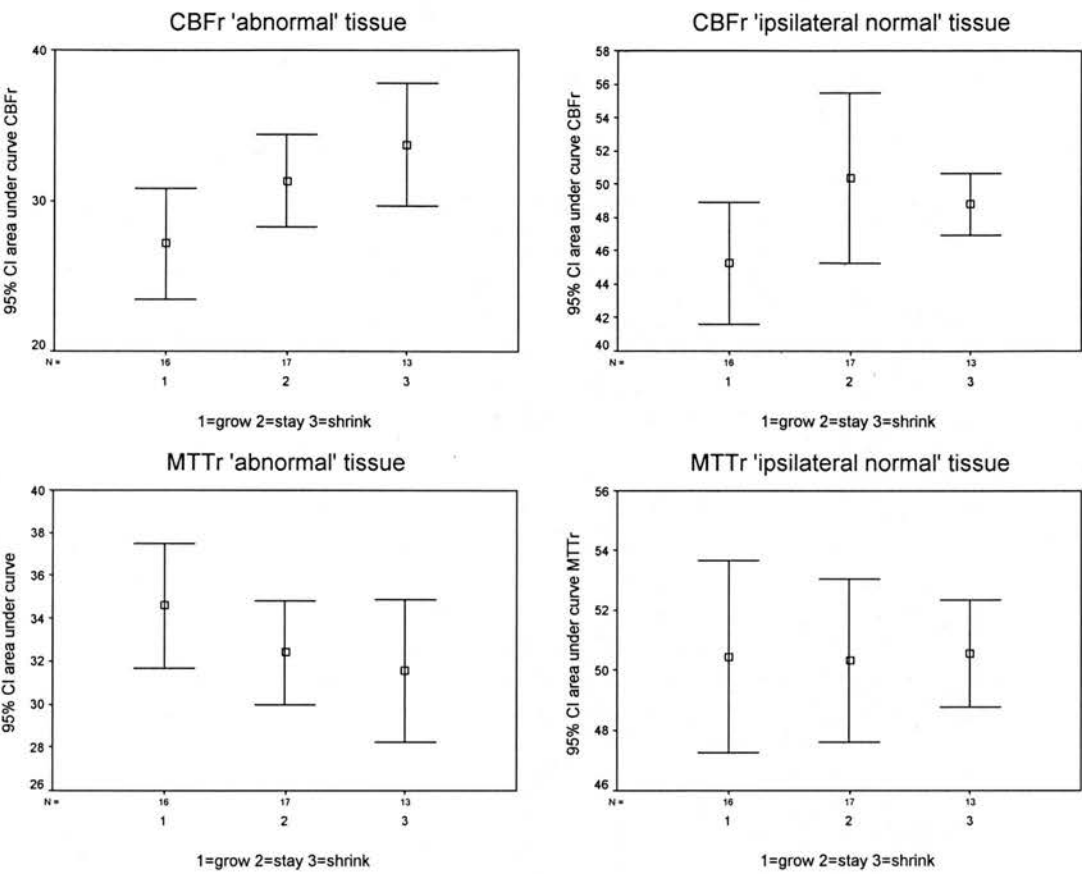 CBFr 'abnormal' tissue
95% CI area under curve CBFr
40
30
20
N = 16 17 13
1 2 3
1=grow 2=stay 3=shrink
CBFr 'ipsilateral normal' tissue
95% CI area under curve CBFr
58
56
54
52
50
48
46
44
42
40
N = 16 17 13
1 2 3
1=grow 2=stay 3=shrink
MTTr 'abnormal' tissue
95% CI area under curve
40
38
36
34
32
30
28
26
N = 16 17 13
1 2 3
1=grow 2=stay 3=shrink
MTTr 'ipsilateral normal' tissue
95% CI area under curve MTTr
56
54
52
50
48
46
N = 16 17 13
1 2 3
1=grow 2=stay 3=shrink